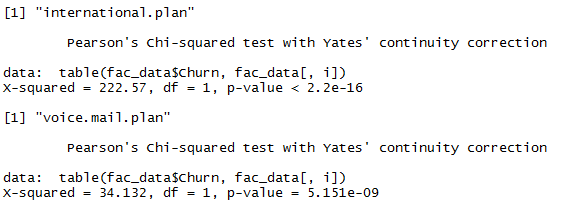 [1] "international.plan"
Pearson's Chi-squared test with Yates' continuity correction
data:  table(fac_data$Churn, fac_data[, i])
X-squared = 222.57, df = 1, p-value < 2.2e-16
[1] "voice.mail.plan"
Pearson's Chi-squared test with Yates' continuity correction
data:  table(fac_data$Churn, fac_data[, i])
X-squared = 34.132, df = 1, p-value = 5.151e-09